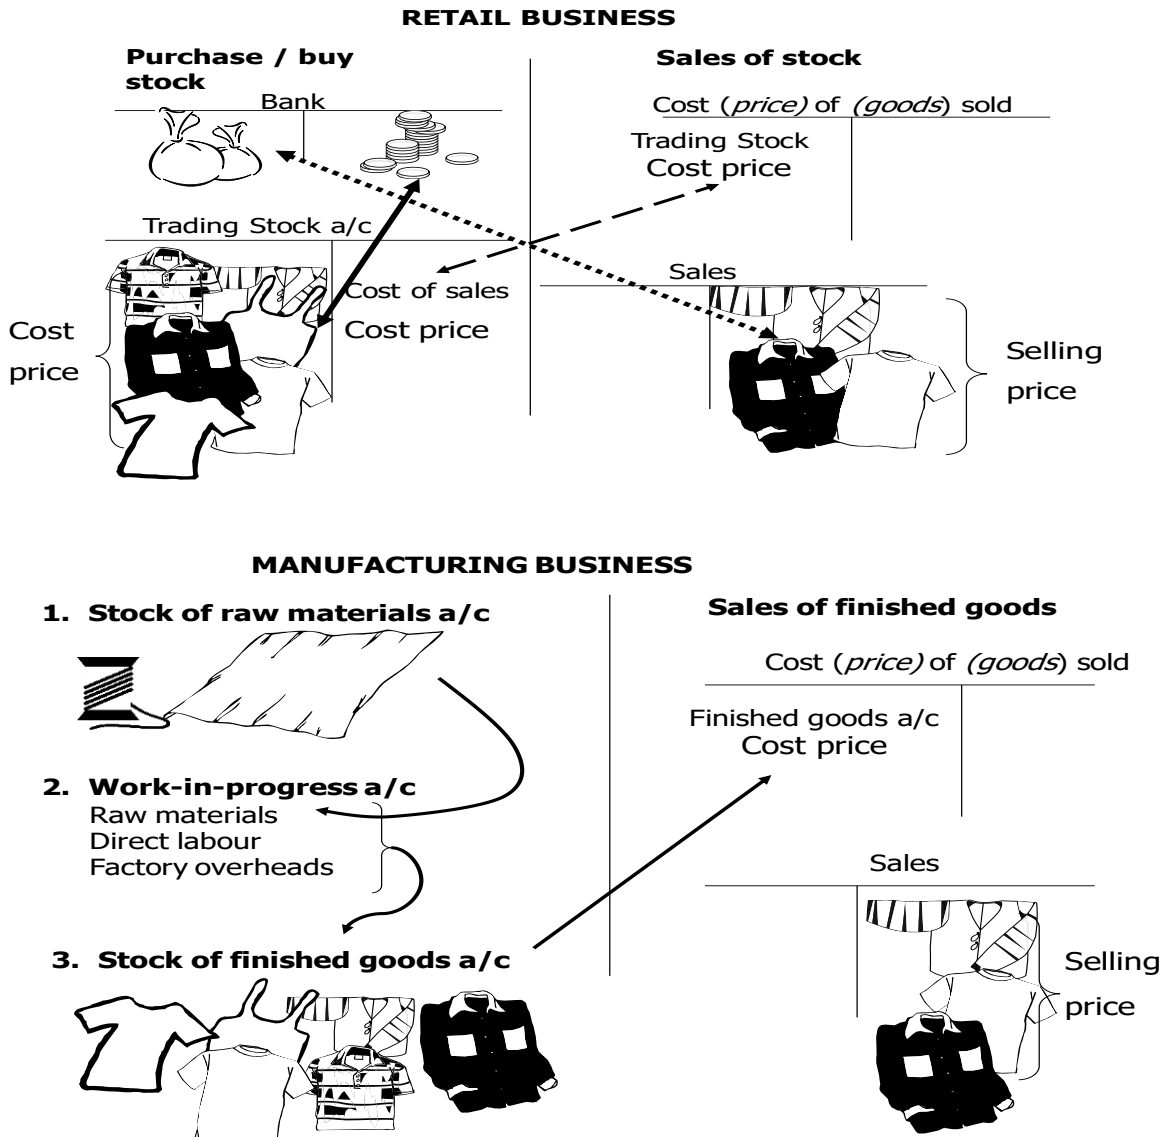 RETAIL BUSINESS
Purchase / buy
stock
Bank
Trading Stock a/c
Cost of sales
Cost price
Cost
price
Sales of stock
Cost (price) of (goods) sold
Trading Stock
Cost price
Sales
Selling
price
MANUFACTURING BUSINESS
1. Stock of raw materials a/c
2. Work-in-progress a/c
Raw materials
Direct labour
Factory overheads
3. Stock of finished goods a/c
Sales of finished goods
Cost (price) of (goods) sold
Finished goods a/c
Cost price
Sales
Selling
price